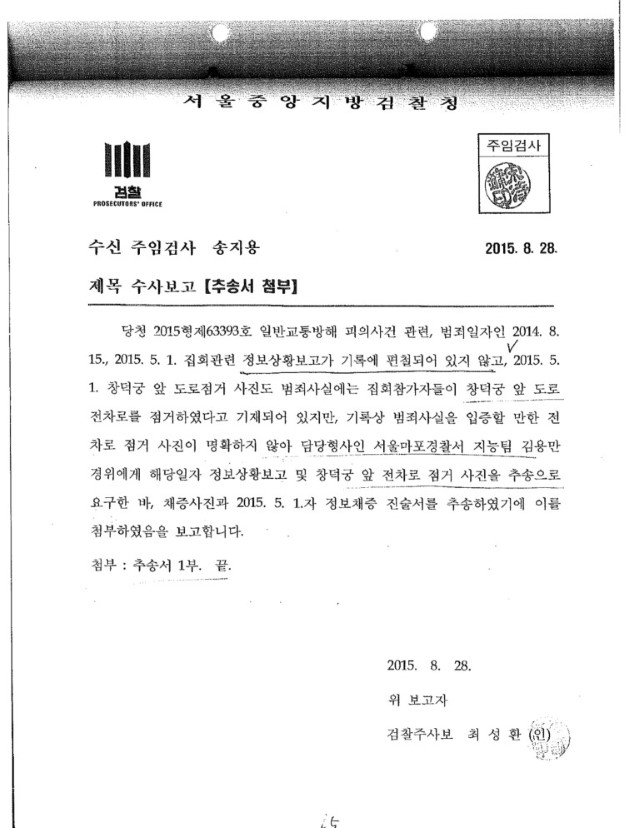 서울중앙지방검찰청
주임검사
검찰
PROSECUTORS' OFFICE
수신 주임검사 송지용 2015. 8. 28.
제목 수사보고 【추송서 첨부】
당청 2015형제63393호 일반교통방해 피의사건 관련, 범죄일자인 2014. 8.
15., 2015. 5. 1. 집회관련 정보상황보고가 기록에 편철되어 있지 않고, 2015. 5.
1. 창덕궁 앞 도로점거 사진도 범죄사실에는 집회참가자들이 창덕궁 앞 도로
전차로를 점거하였다고 기재되어 있지만, 기록상 범죄사실을 입증할 만한 전
차로 점거 사진이 명확하지 않아 담당형사인 서울마포경찰서 지능팀 김용만
경위에게 해당일자 정보상황보고 및 창덕궁 앞 전차로 점거 사진을 추송으로
요구한 바, 채증사진과 2015. 5. 1.자 정보채증 진술서를 추송하였기에 이를
첨부하였음을 보고합니다.
첨부 : 추송서 1부. 끝.
2015. 8. 28.
위 보고자
검찰주사보 최성환 (인)